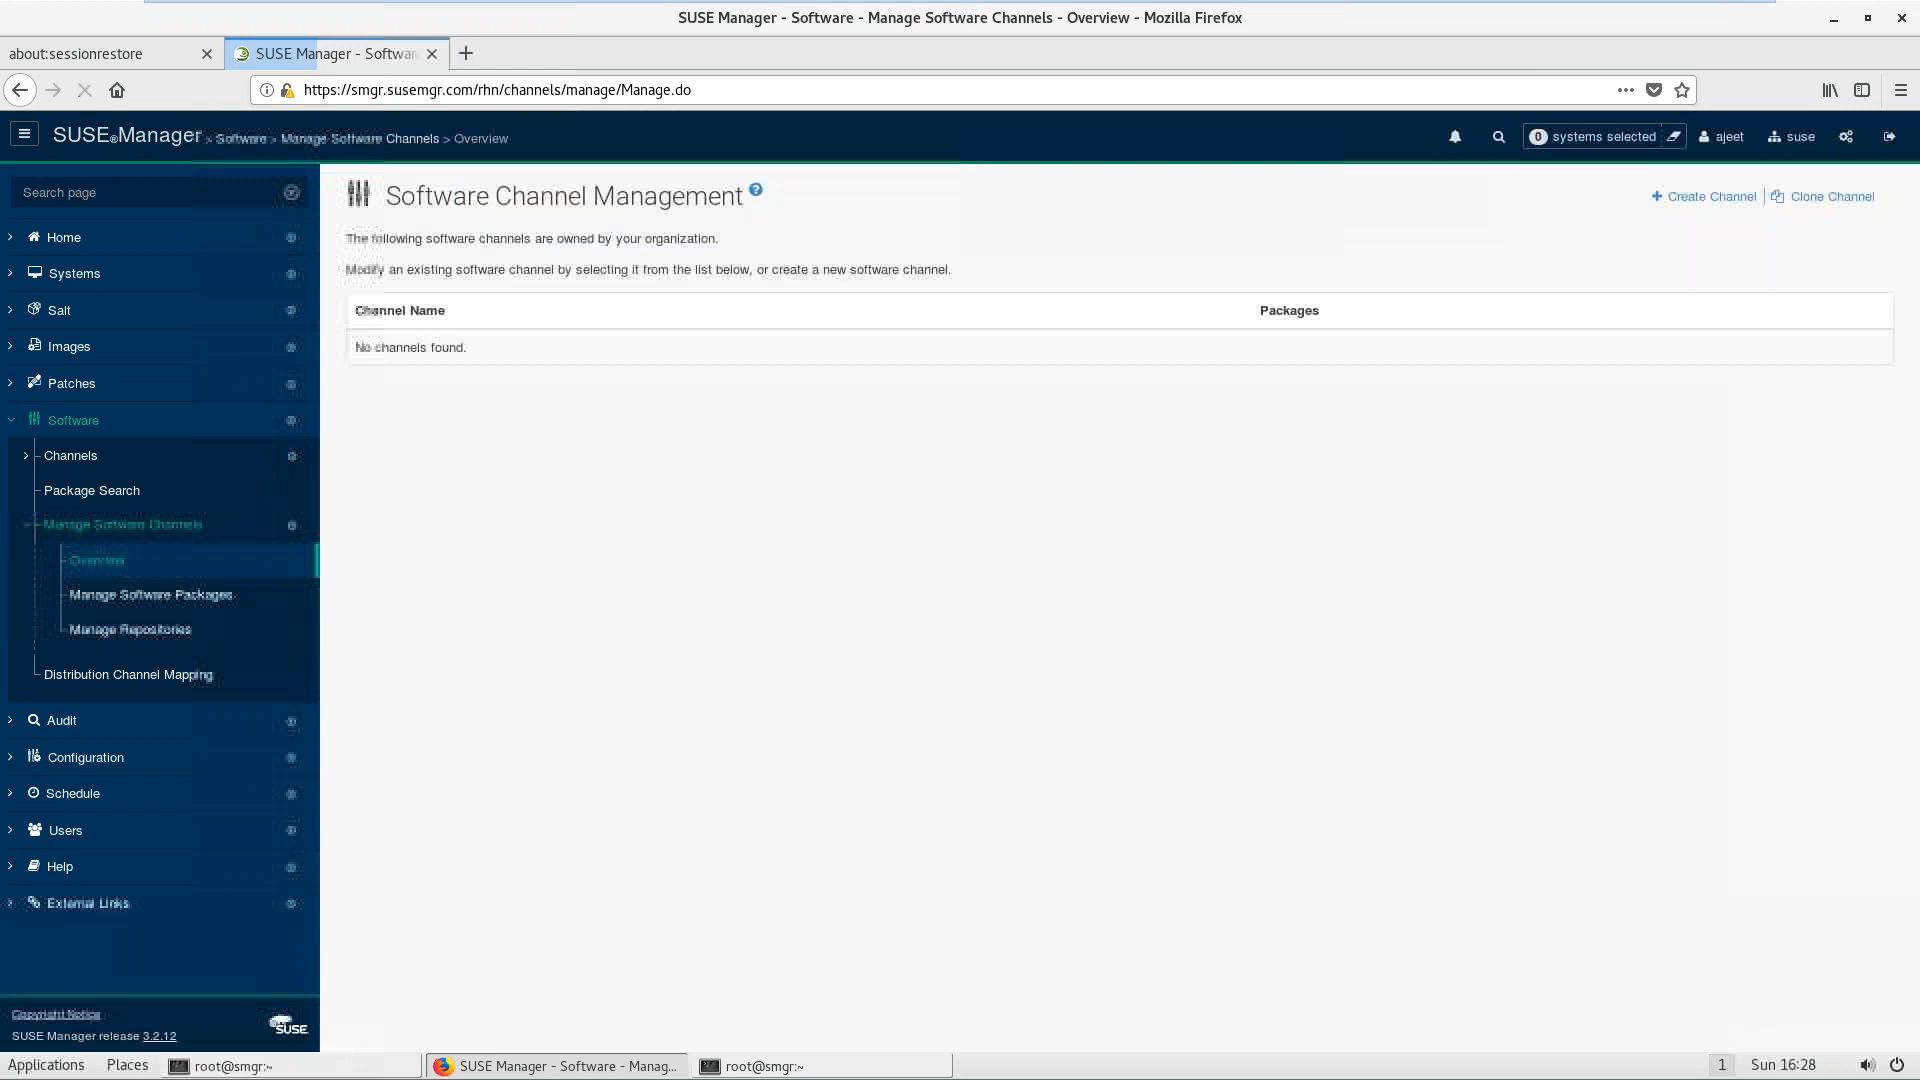 SUSE Manager - Software - Manage Software Channels - Overview - Mozilla Firefox
about:sessionrestore
SUSE Manager - Softwar
https://smgr.susemgr.com/rhn/channels/manage/Manage.do
SUSE®Manager > Software > Manage Software Channels > Overview
0 systems selected
ajeet
suse
Search page
Home
Systems
Salt
Images
Patches
Software
Channels
Package Search
Manage Software Channels
Overview
Manage Software Packages
Manage Repositories
Distribution Channel Mapping
Audit
Configuration
Schedule
Users
Help
External Links
Copyright Notice
SUSE Manager release 3.2.12
SUSE
Software Channel Management ?
Create Channel
Clone Channel
The following software channels are owned by your organization.
Modify an existing software channel by selecting it from the list below, or create a new software channel.
Channel Name Packages
No channels found.
Applications Places root@smgr:~ SUSE Manager - Software - Manag... root@smgr:~ 1 Sun 16:28